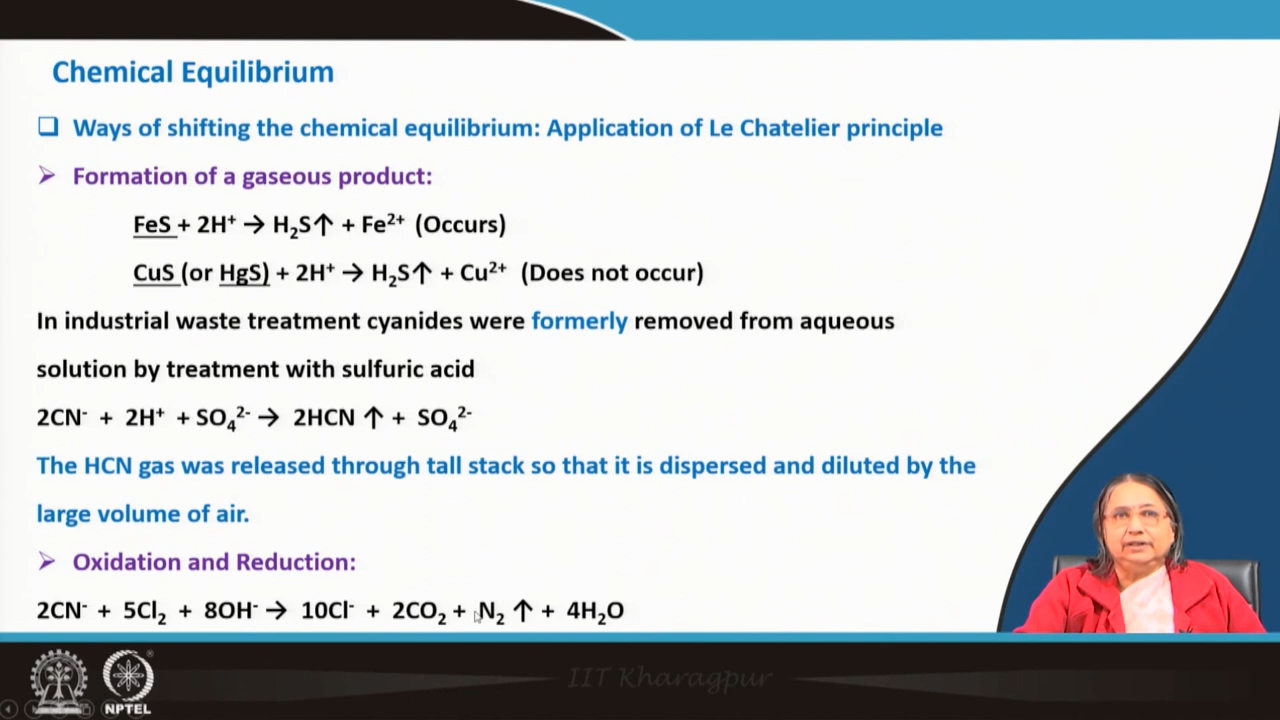 Chemical Equilibrium
❑ Ways of shifting the chemical equilibrium: Application of Le Chatelier principle
➢ Formation of a gaseous product:
FeS + 2H⁺ → H₂S↑ + Fe²⁺ (Occurs)
CuS (or HgS) + 2H⁺ → H₂S↑ + Cu²⁺ (Does not occur)
In industrial waste treatment cyanides were formerly removed from aqueous
solution by treatment with sulfuric acid
2CN⁻ + 2H⁺ + SO₄²⁻ → 2HCN ↑ + SO₄²⁻
The HCN gas was released through tall stack so that it is dispersed and diluted by the
large volume of air.
➢ Oxidation and Reduction:
2CN⁻ + 5Cl₂ + 8OH⁻ → 10Cl⁻ + 2CO₂ + N₂ ↑ + 4H₂O
IIT Kharagpur
NPTEL